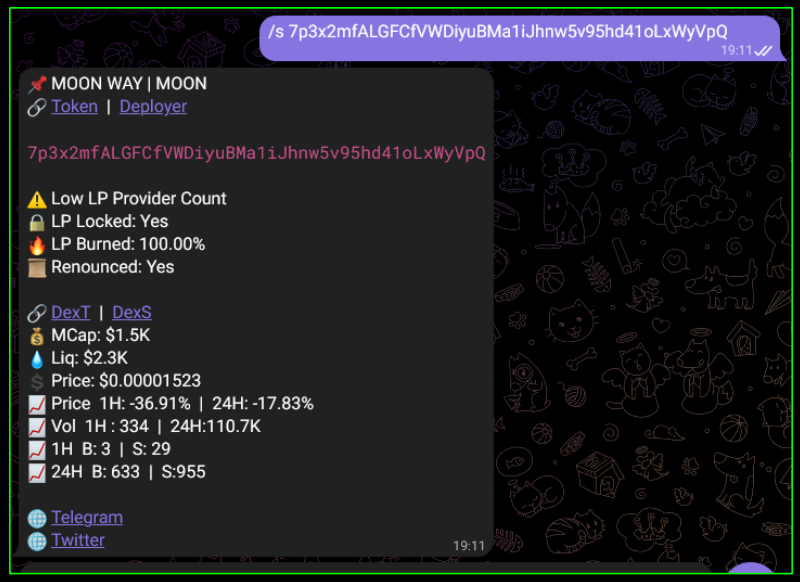 /s 7p3x2mfALGFCfVWDiyuBMa1iJhnw5v95hd41oLxWyVpQ
19:11
MOON WAY | MOON
Token | Deployer
7p3x2mfALGFCfVWDiyuBMa1iJhnw5v95hd41oLxWyVpQ
Low LP Provider Count
LP Locked: Yes
LP Burned: 100.00%
Renounced: Yes
DexT | DexS
MCap: $1.5K
Liq: $2.3K
Price: $0.00001523
Price 1H: -36.91% | 24H: -17.83%
Vol 1H : 334 | 24H:110.7K
1H B: 3 | S: 29
24H B: 633 | S:955
Telegram
Twitter
19:11